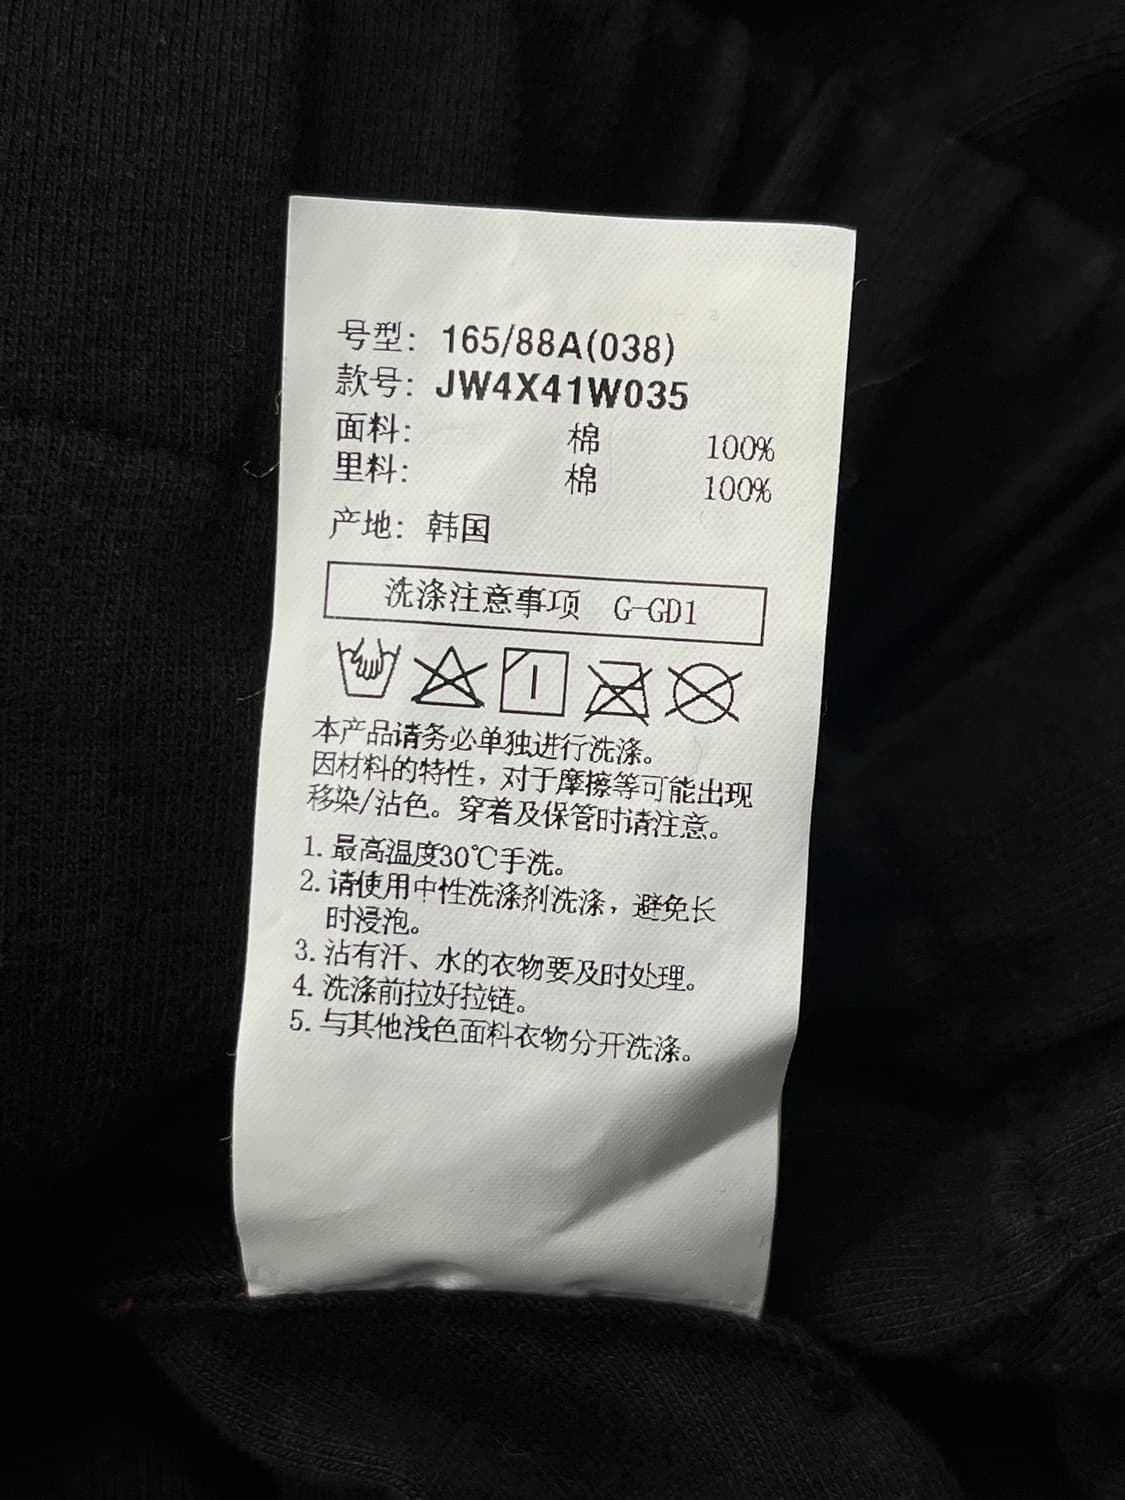 号型: 165/88A(038)
款号: JW4X41W035
面料: 棉 100%
里料: 棉 100%
产地: 韩国
洗涤注意事项 G-GD1
本产品请务必单独进行洗涤。
因材料的特性，对于摩擦等可能出现
移染/沾色。穿着及保管时请注意。
1. 最高温度30℃手洗。
2. 请使用中性洗涤剂洗涤，避免长
时浸泡。
3. 沾有汗、水的衣物要及时处理。
4. 洗涤前拉好拉链。
5. 与其他浅色面料衣物分开洗涤。